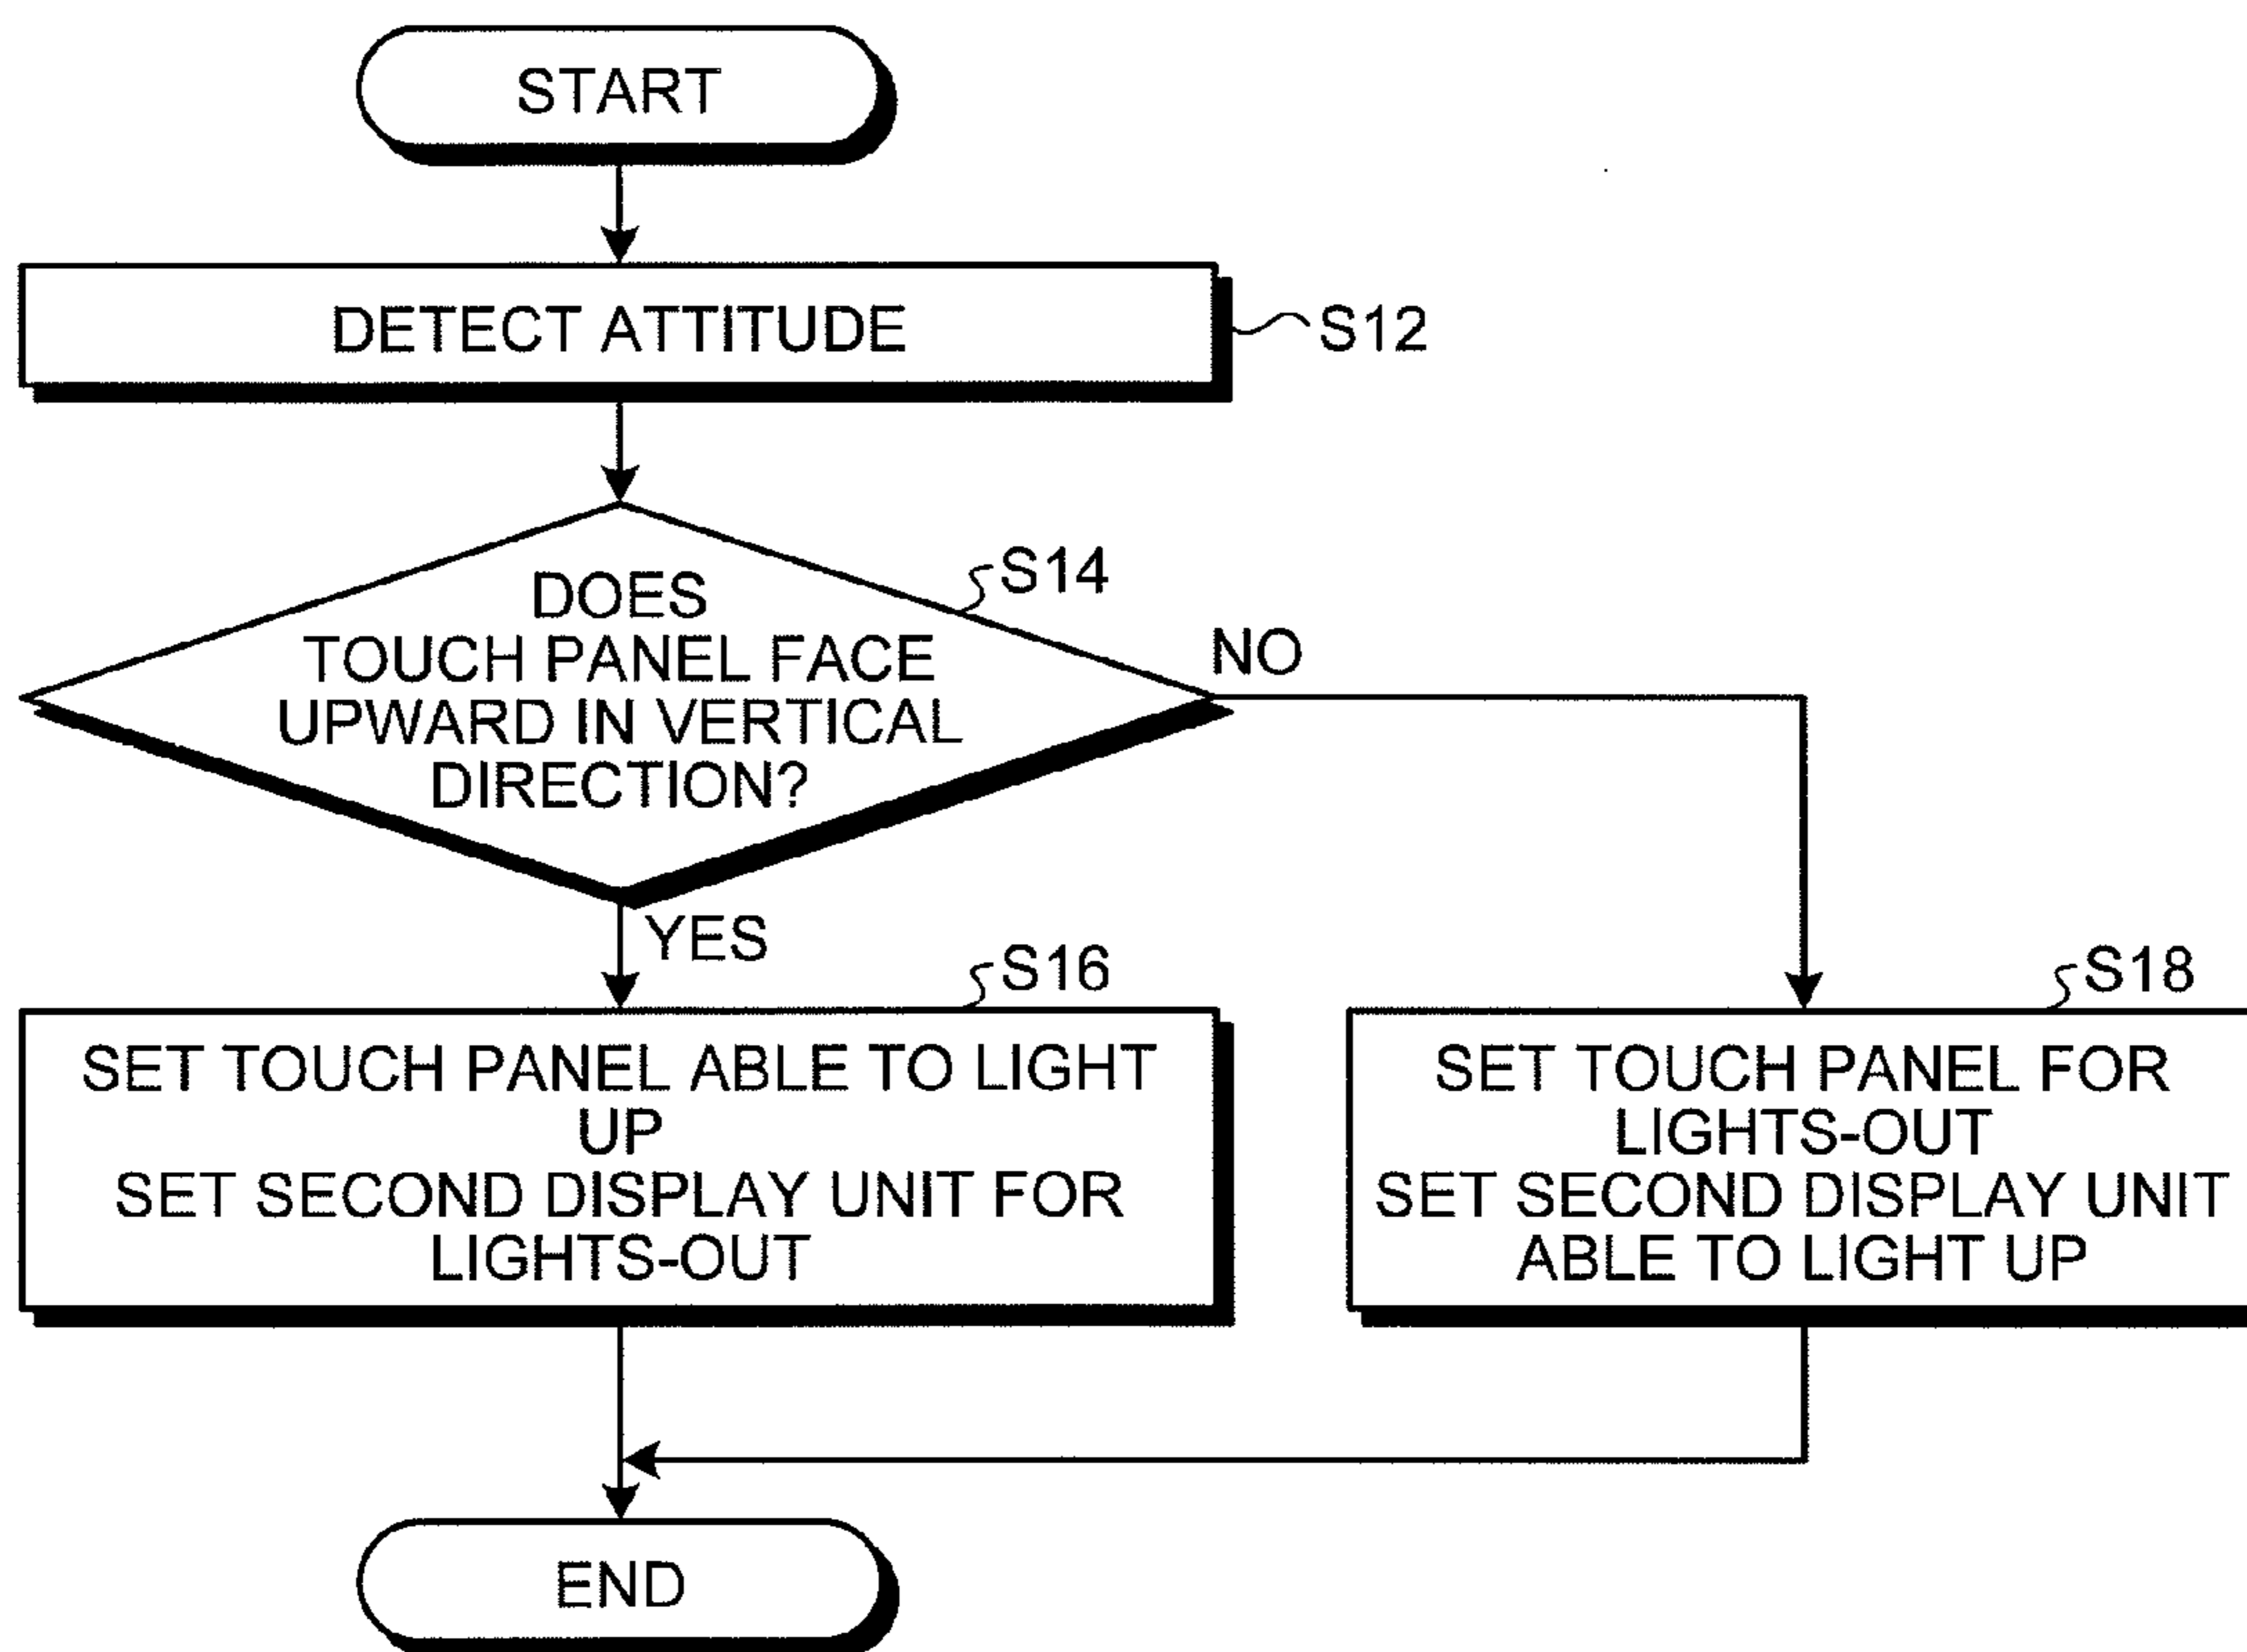 START
DETECT ATTITUDE
S12
S14
DOES
TOUCH PANEL FACE
UPWARD IN VERTICAL
DIRECTION?
NO
YES
S16
SET TOUCH PANEL ABLE TO LIGHT
UP
SET SECOND DISPLAY UNIT FOR
LIGHTS-OUT
S18
SET TOUCH PANEL FOR
LIGHTS-OUT
SET SECOND DISPLAY UNIT
ABLE TO LIGHT UP
END